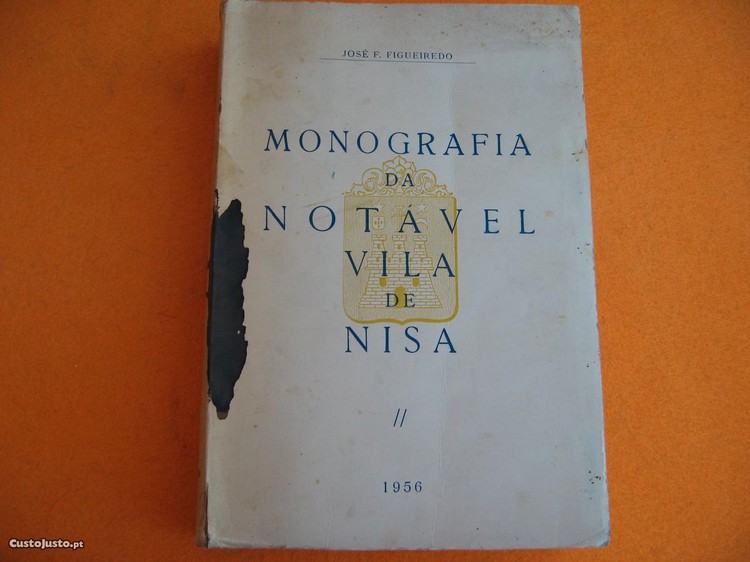 JOSÉ F. FIGUEIREDO
MONOGRAFIA
DA
NOTÁVEL
VILA
DE
NISA
//
1956
CustoJusto.pt